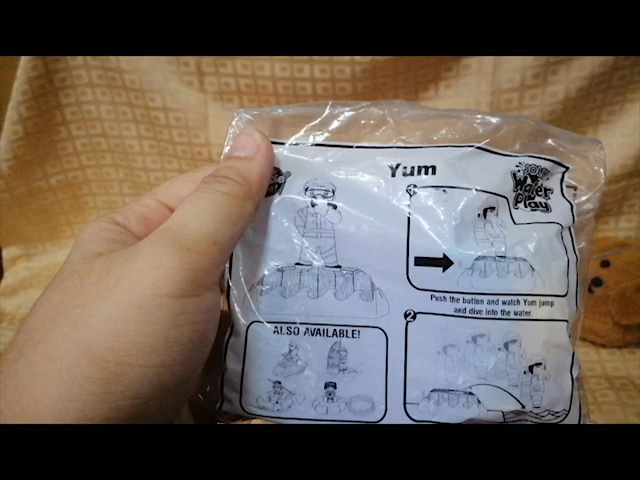 Yum
JOLLY
Water
Play
1
Push the button and watch Yum jump
and dive into the water.
ALSO AVAILABLE!
2